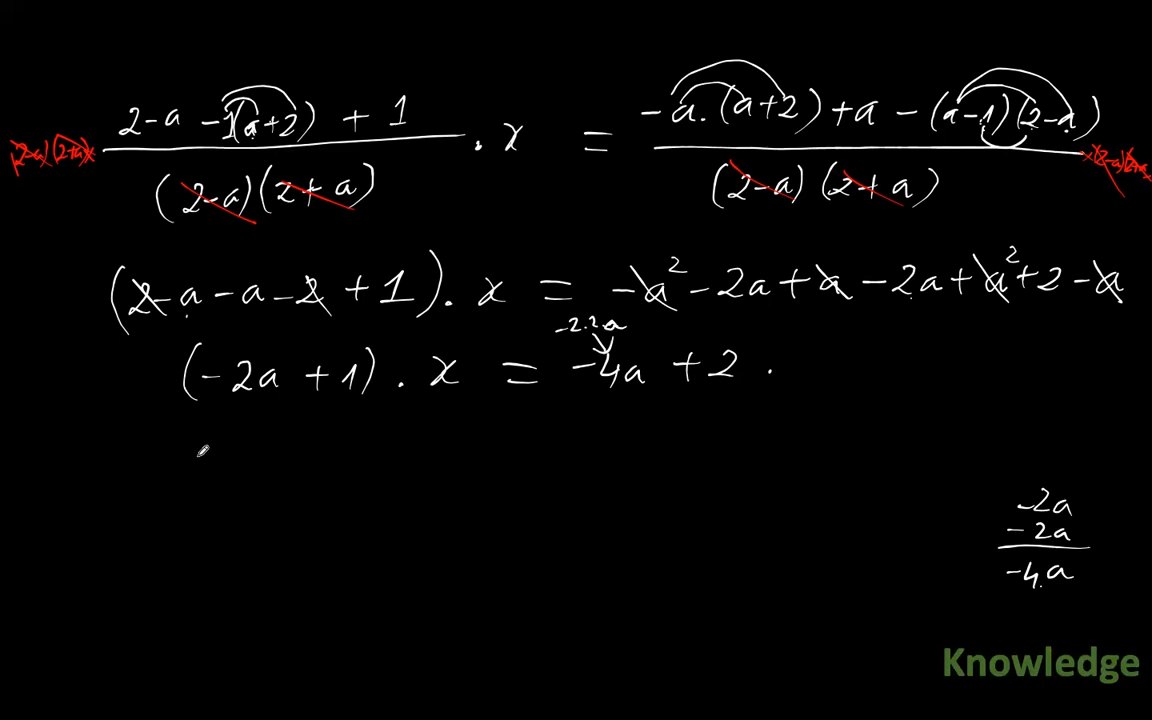 2-a -1(a+2) + 1 / (2-a)(2+a) · x = -a·(a+2) + a - (a-1)(2-a) / (2-a)(2+a)
(2-a-a-2+1)·x = -a² -2a + a -2a + a² + 2 - a
-2·2·a
(-2a+1)·x = -4a + 2 ·
-2a
-2a
-4a
Knowledge